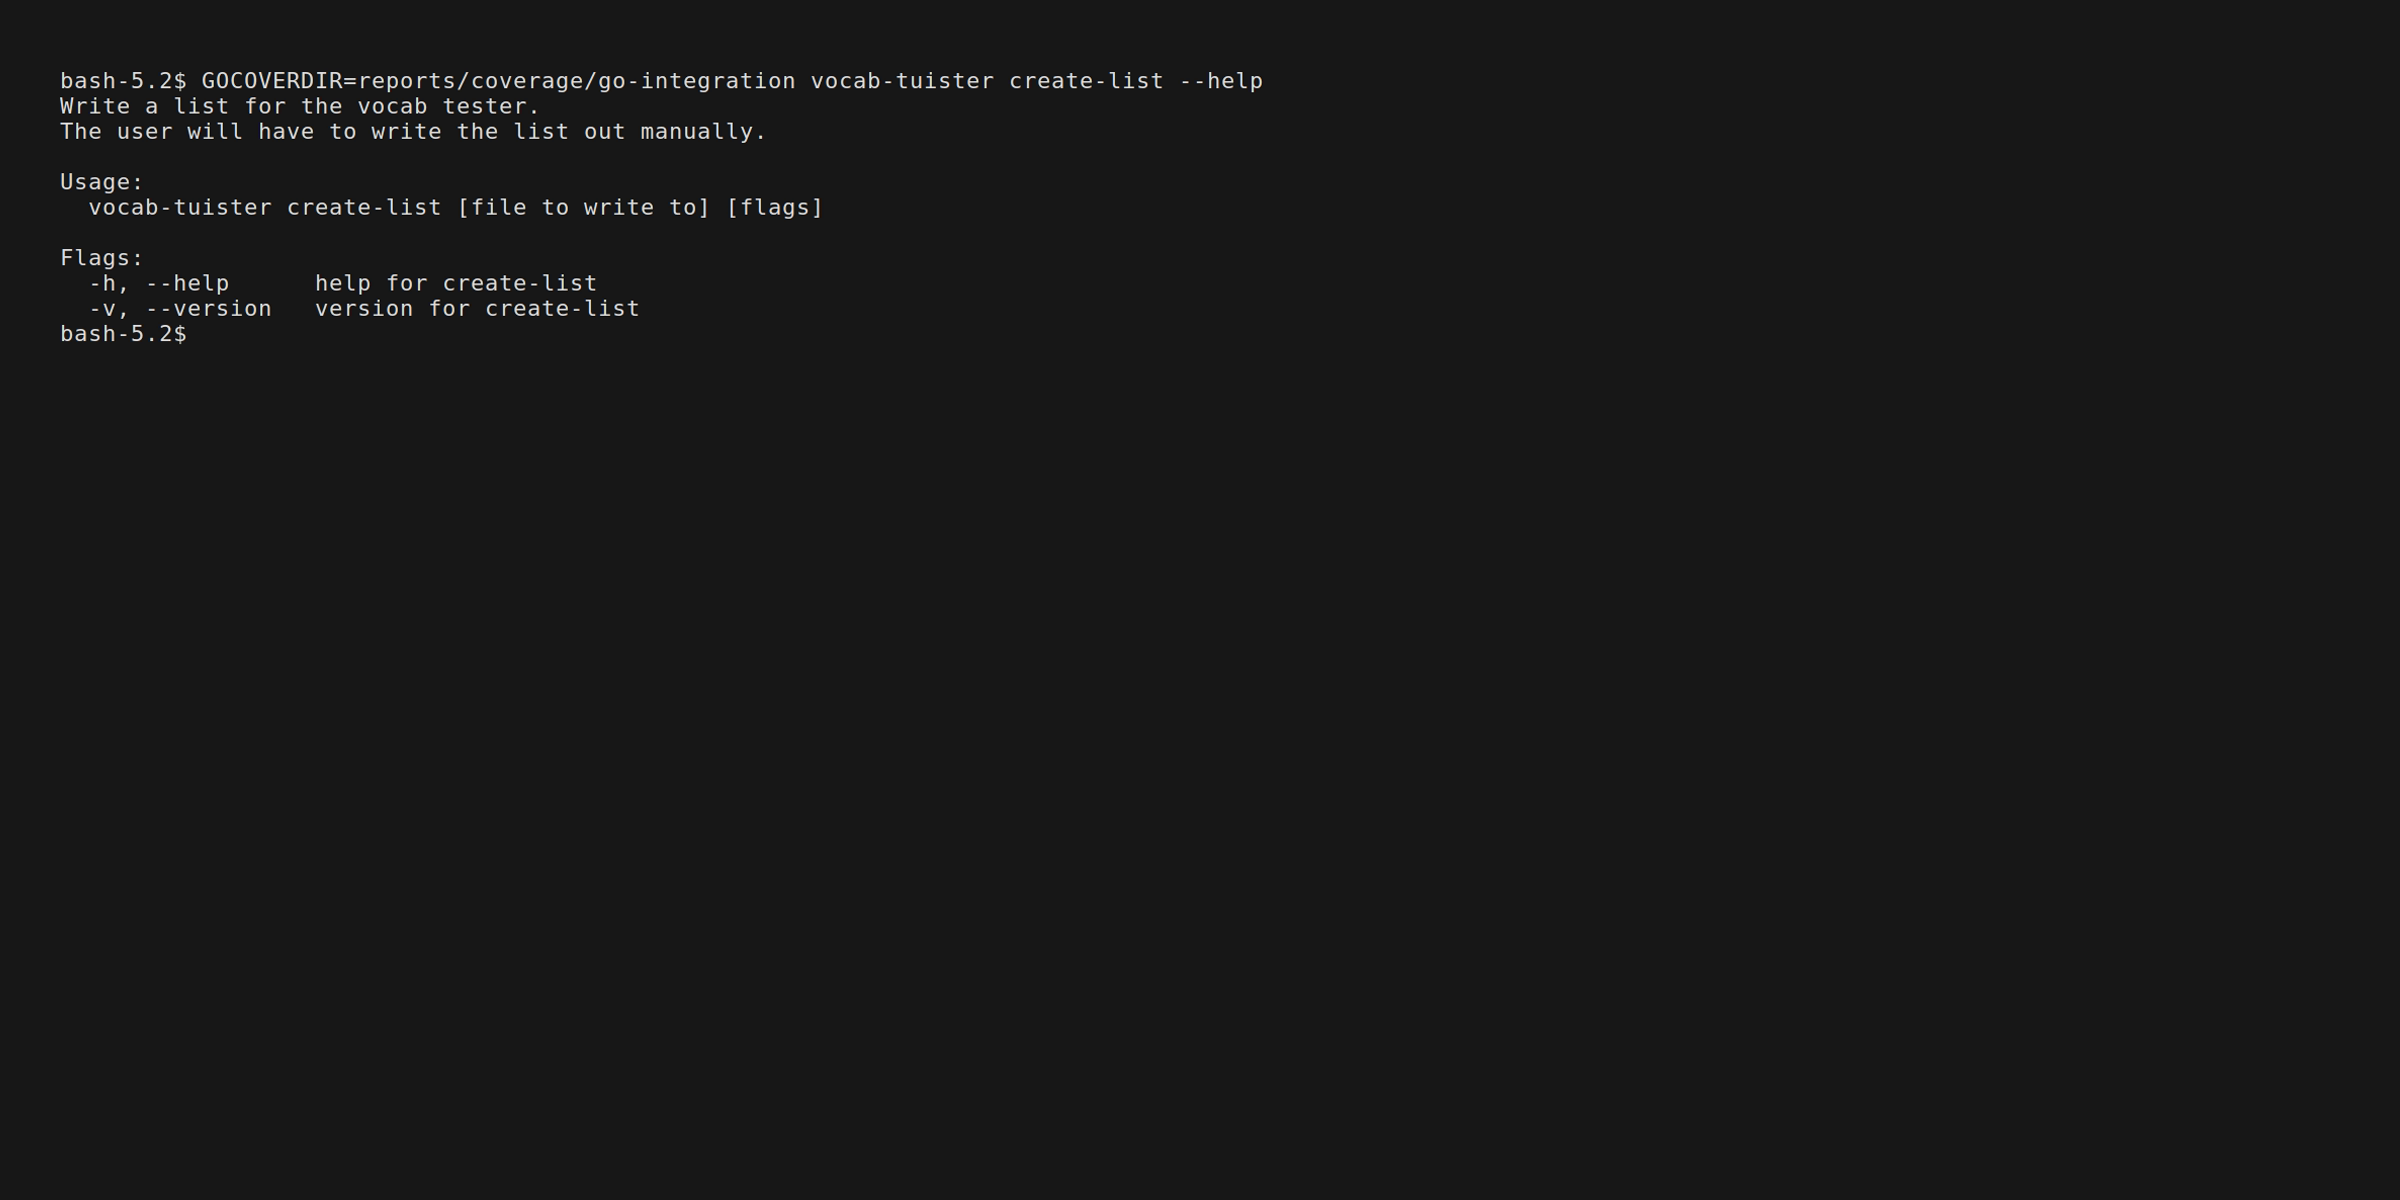 bash-5.2$ GOCOVERDIR=reports/coverage/go-integration vocab-tuister create-list --help
Write a list for the vocab tester.
The user will have to write the list out manually.

Usage:
  vocab-tuister create-list [file to write to] [flags]

Flags:
  -h, --help      help for create-list
  -v, --version   version for create-list
bash-5.2$